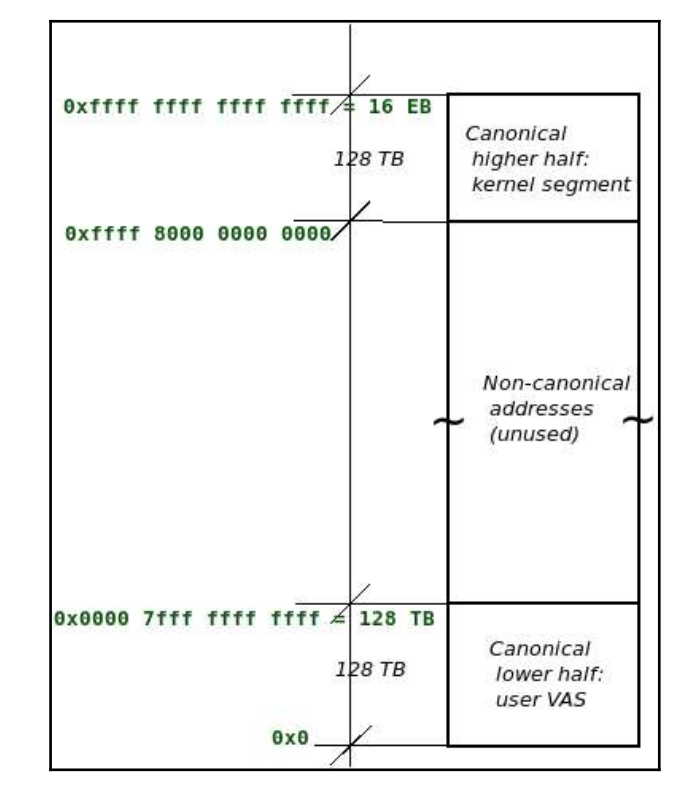 0xffff ffff ffff ffff = 16 EB
Canonical
higher half:
kernel segment
128 TB
0xffff 8000 0000 0000
Non-canonical
addresses
(unused)
0x0000 7fff ffff ffff = 128 TB
Canonical
lower half:
user VAS
128 TB
0x0